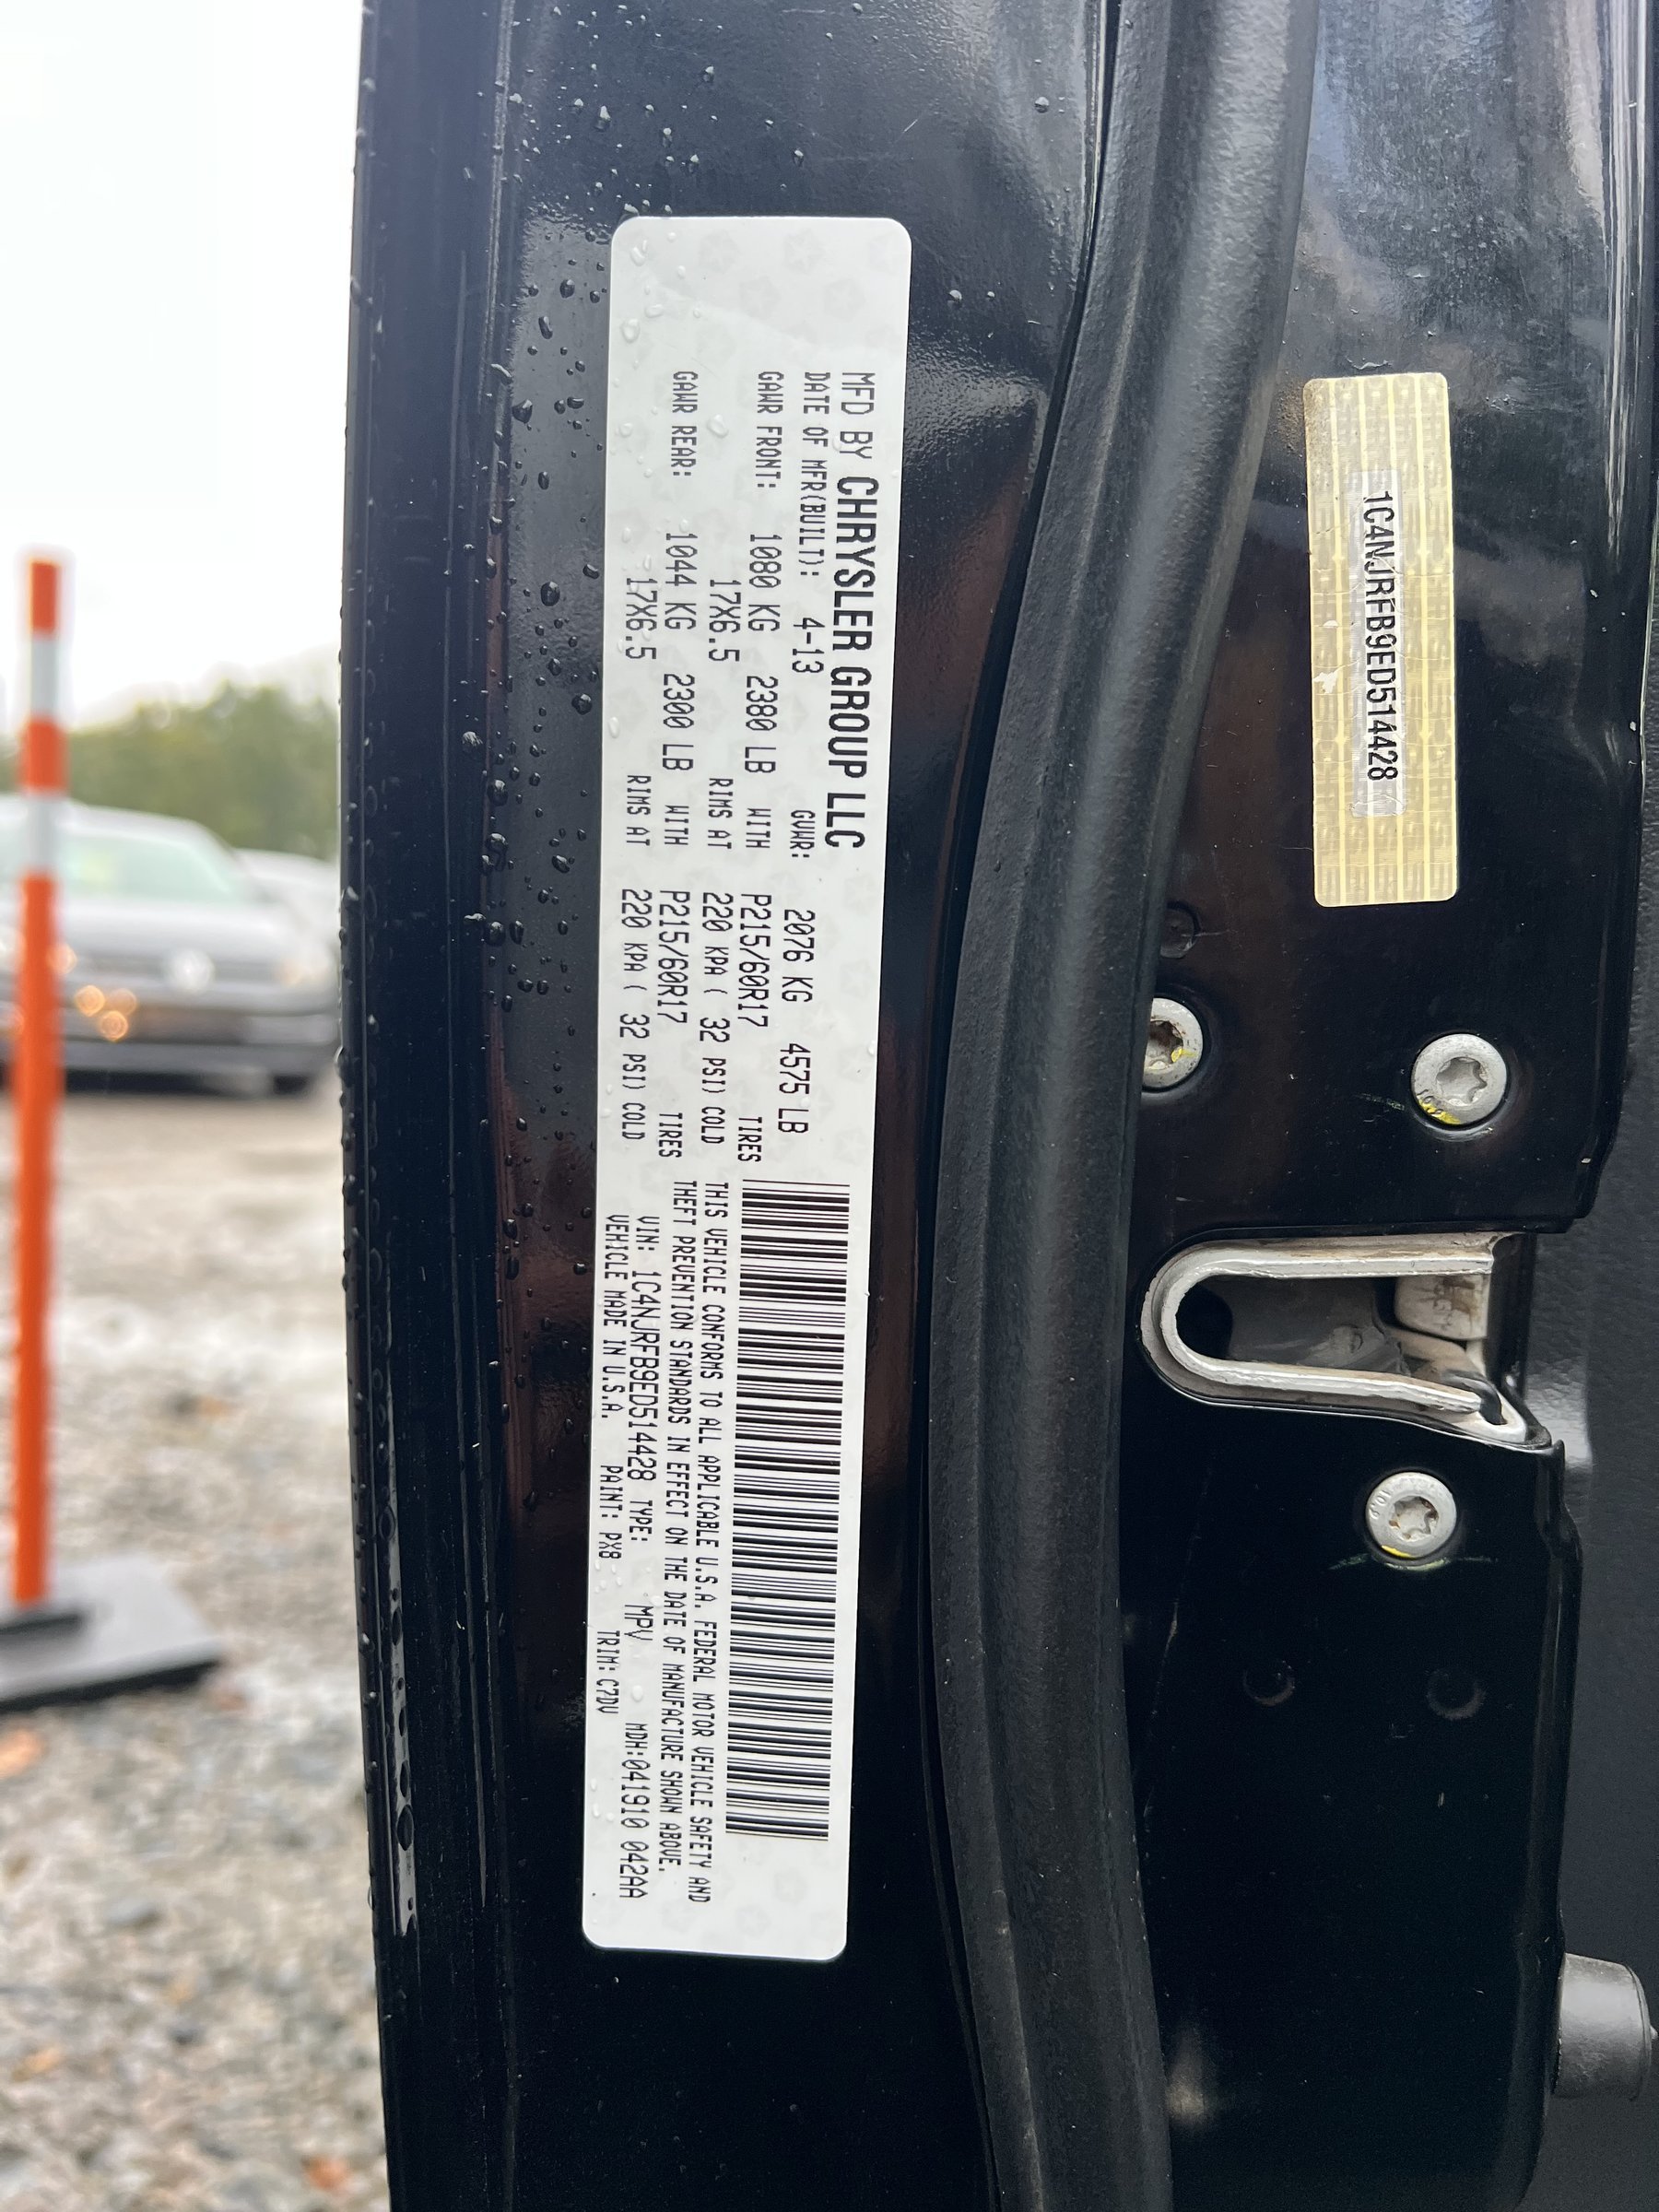 MFD BY CHRYSLER GROUP LLC
DATE OF MFR(BUILT): 4-13 GVWR: 2076 KG 4575 LB
GAWR FRONT: 1080 KG 2380 LB WITH P215/60R17 TIRES
17X6.5 RIMS AT 220 KPA ( 32 PSI) COLD
GAWR REAR: 1044 KG 2300 LB WITH P215/60R17 TIRES
17X6.5 RIMS AT 220 KPA ( 32 PSI) COLD
THIS VEHICLE CONFORMS TO ALL APPLICABLE U.S.A. FEDERAL MOTOR VEHICLE SAFETY AND
THEFT PREVENTION STANDARDS IN EFFECT ON THE DATE OF MANUFACTURE SHOWN ABOVE.
VIN: 1C4NJRFB9ED514428 TYPE: MPV MDH:041910 042AA
VEHICLE MADE IN U.S.A. PAINT: PX8 TRIM: C7DV
1C4NJRFB9ED514428